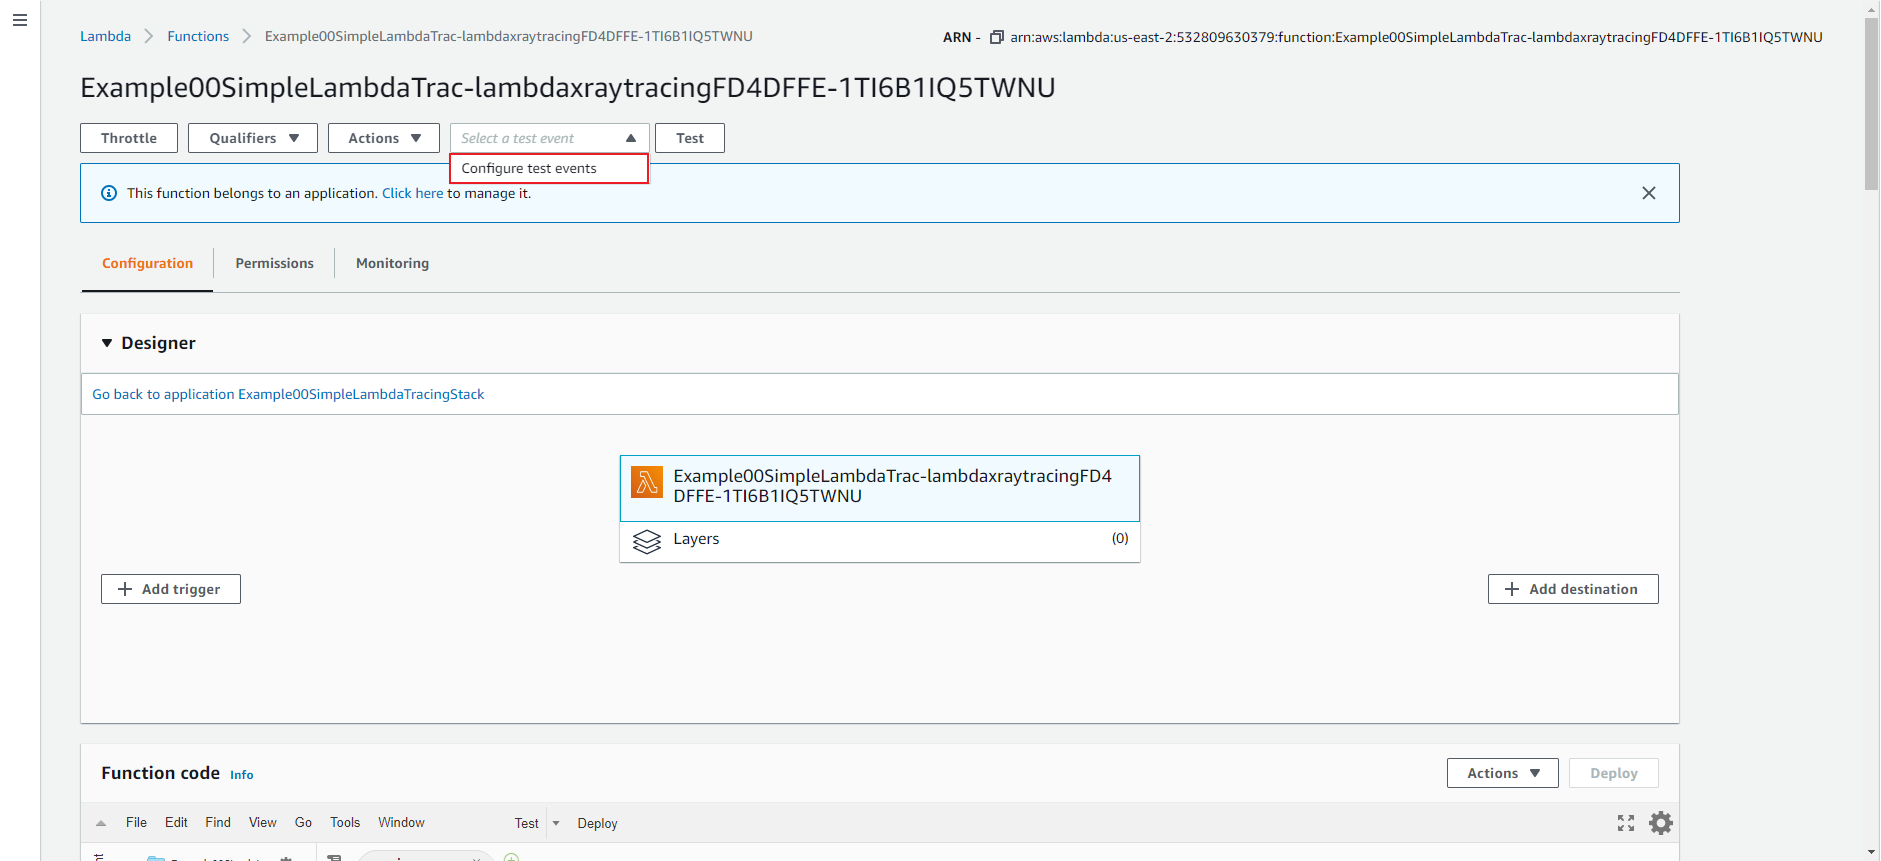 Lambda Functions Example00SimpleLambdaTrac-lambdaxraytracingFD4DFFE-1TI6B1IQ5TWNU
ARN - arn:aws:lambda:us-east-2:532809630379:function:Example00SimpleLambdaTrac-lambdaxraytracingFD4DFFE-1TI6B1IQ5TWNU
Example00SimpleLambdaTrac-lambdaxraytracingFD4DFFE-1TI6B1IQ5TWNU
Throttle Qualifiers Actions Select a test event Test
Configure test events
This function belongs to an application. Click here to manage it.
Configuration Permissions Monitoring
Designer
Go back to application Example00SimpleLambdaTracingStack
Example00SimpleLambdaTrac-lambdaxraytracingFD4
DFFE-1TI6B1IQ5TWNU
Layers (0)
Add trigger Add destination
Function code Info Actions Deploy
File Edit Find View Go Tools Window Test Deploy